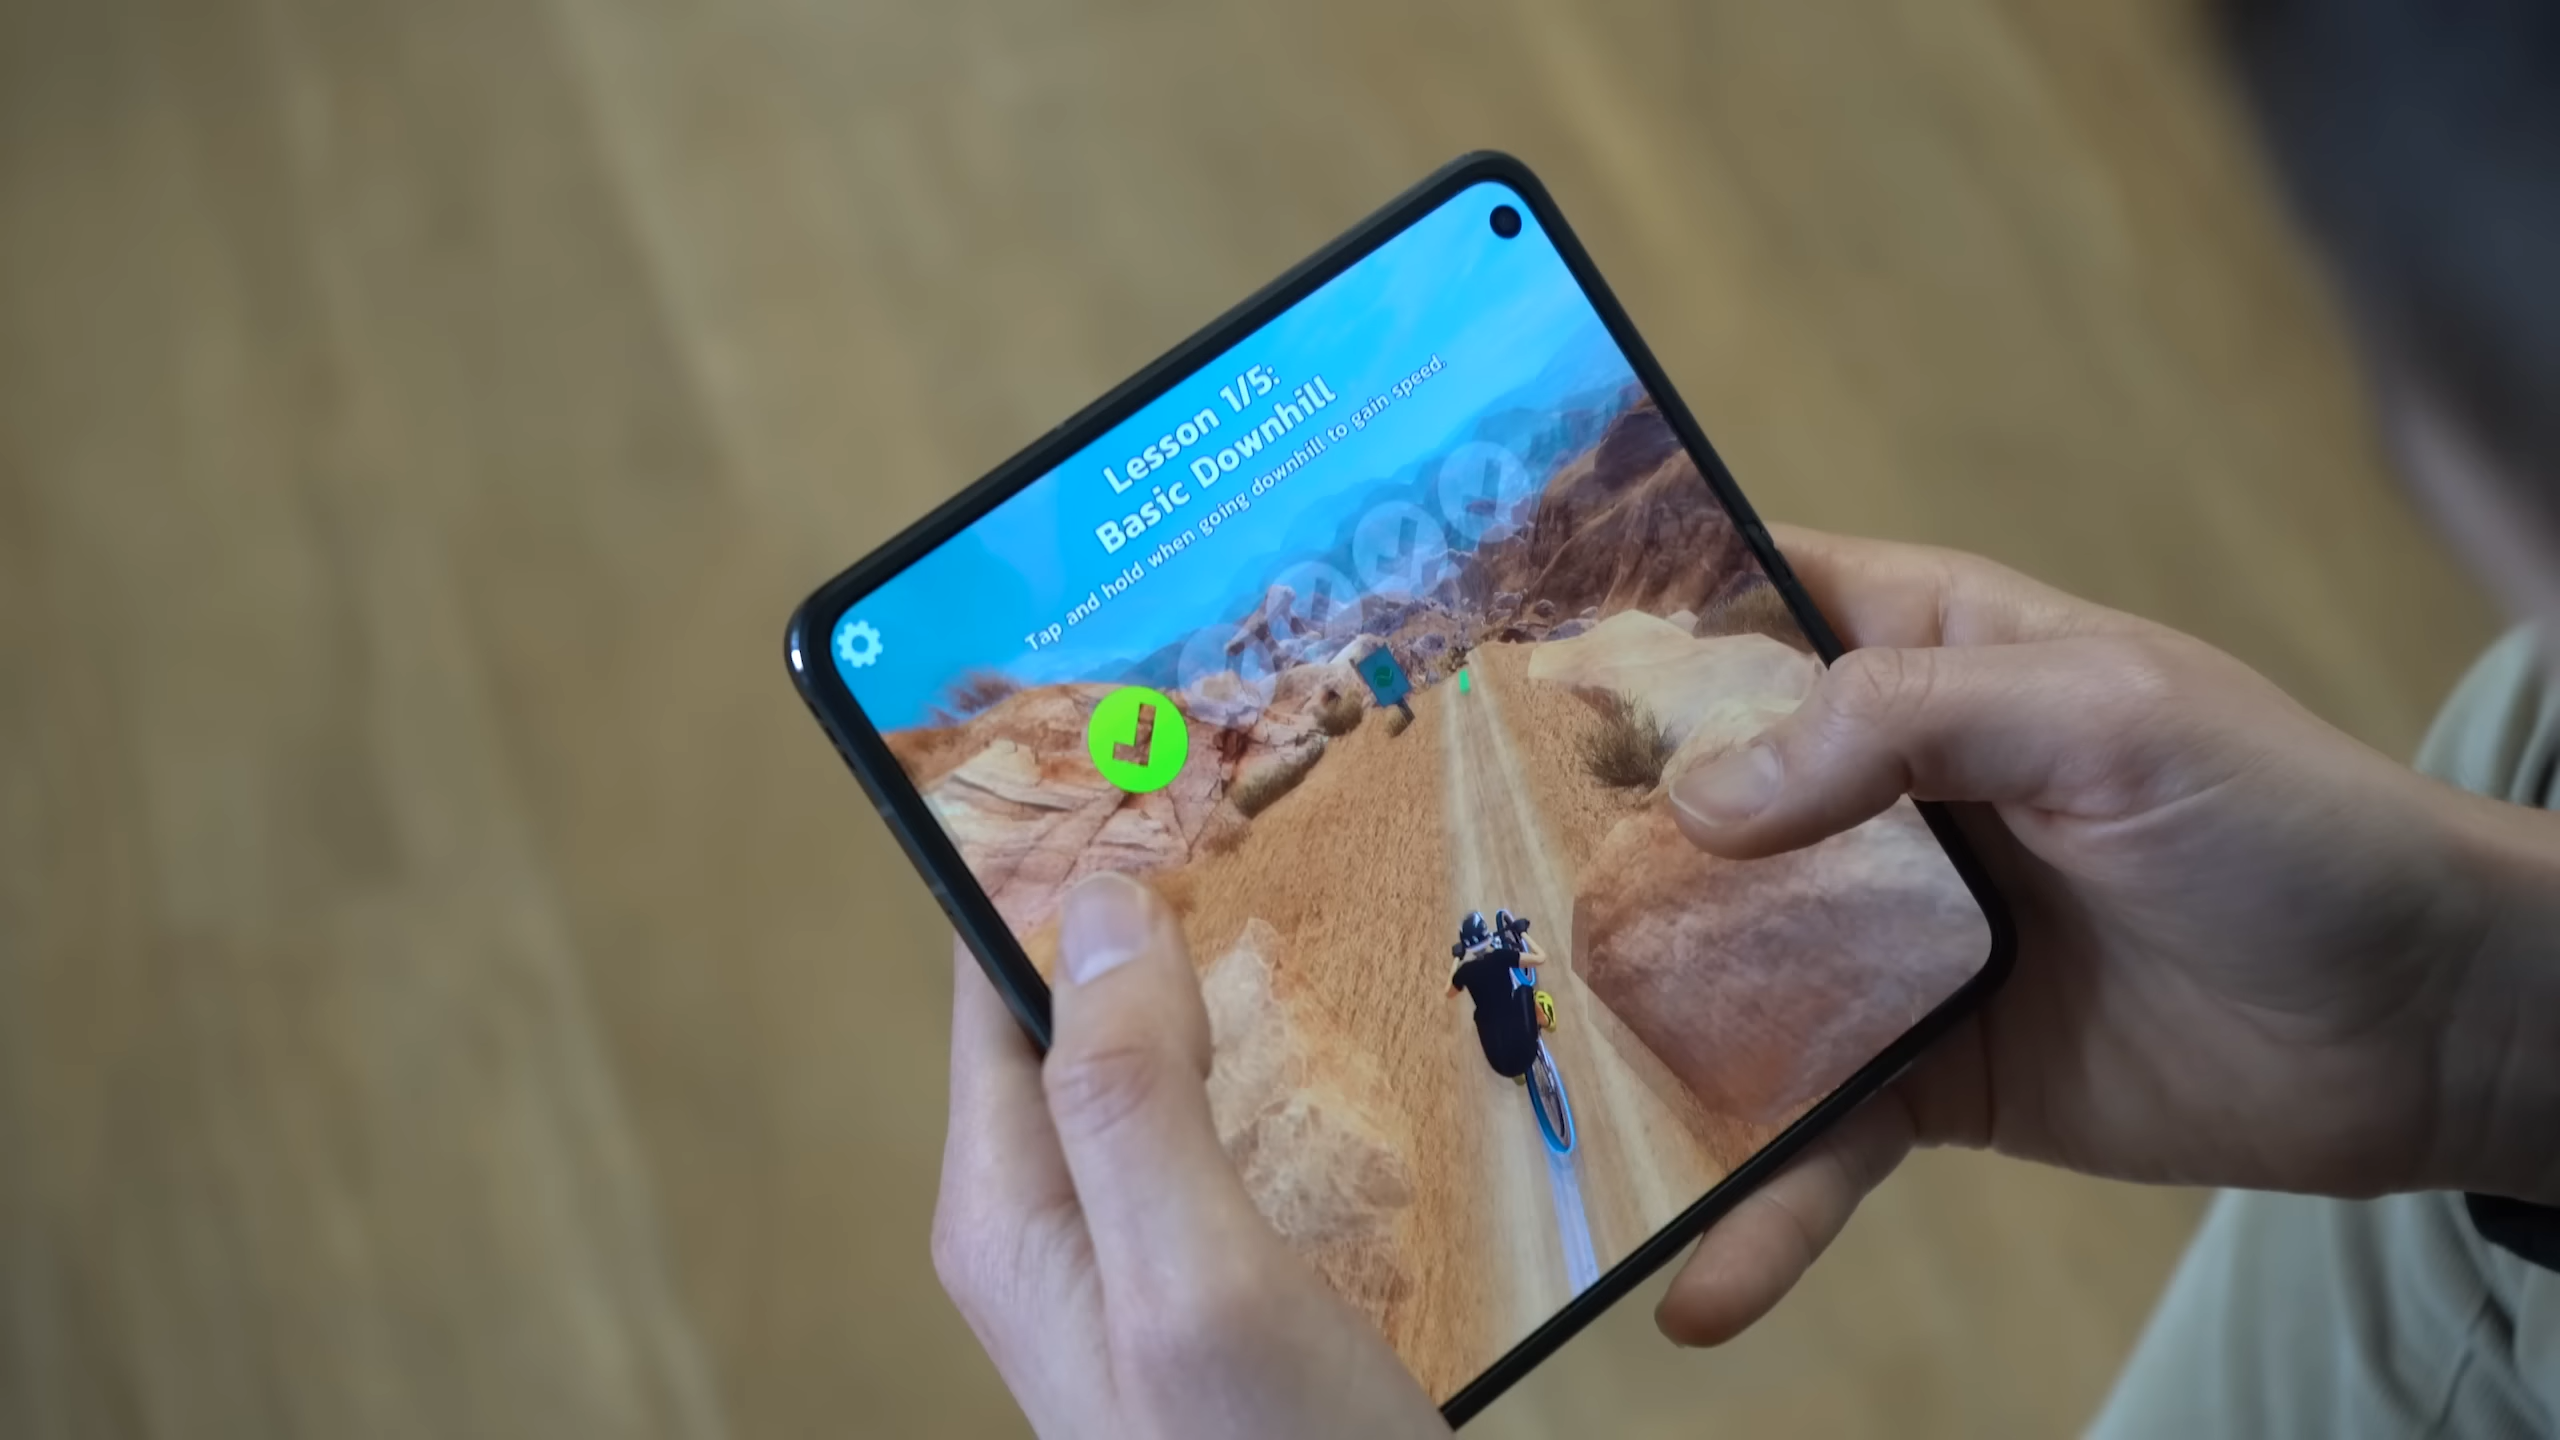 Lesson 1/5:
Basic Downhill
Tap and hold when going downhill to gain speed.